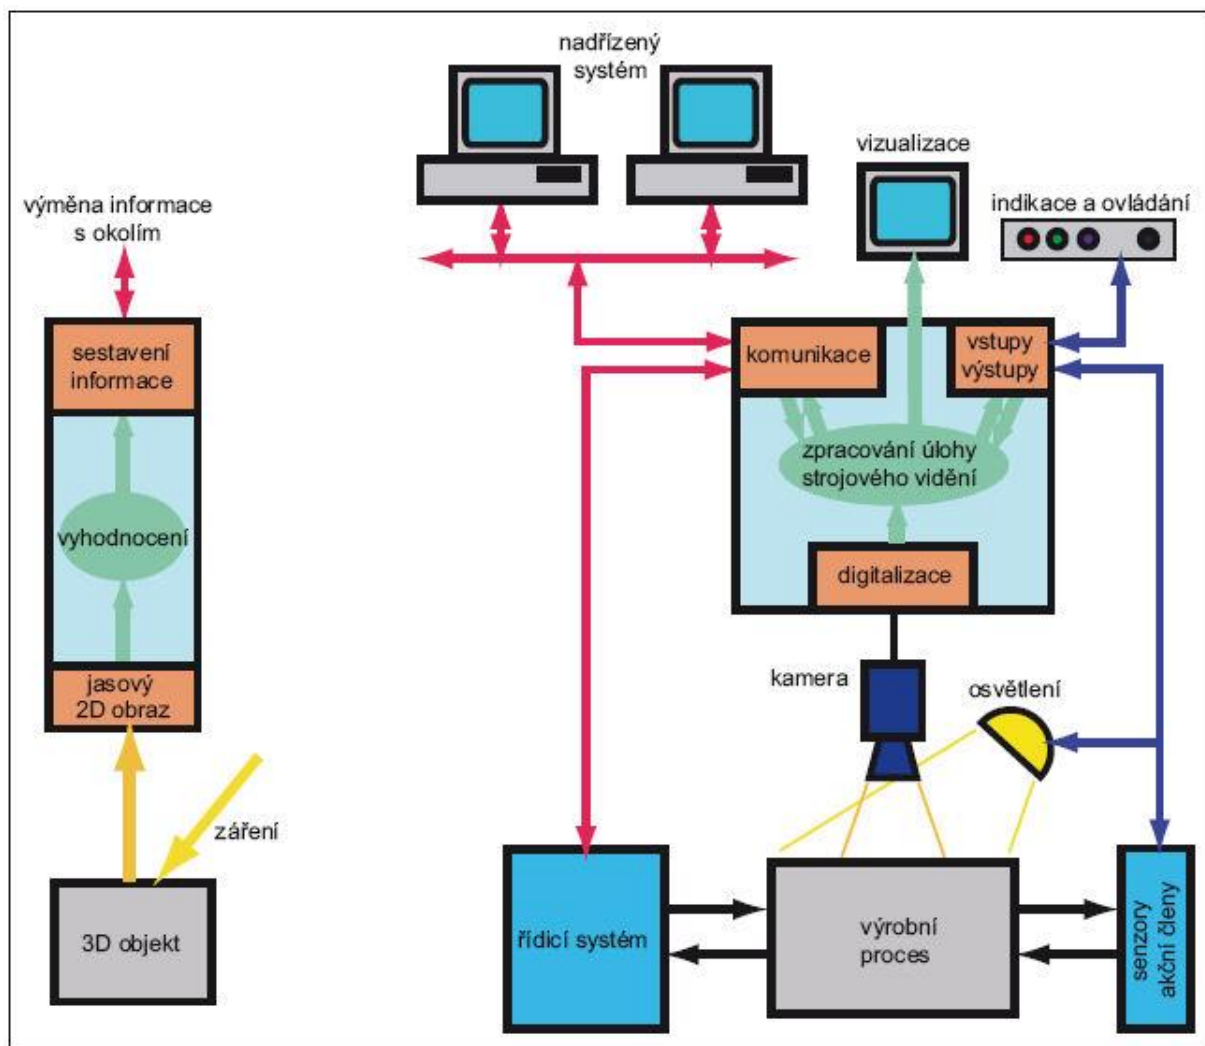 nadřízený
systém
vizualizace
indikace a ovládání
výměna informace
s okolím
sestavení
informace
komunikace
vstupy
výstupy
zpracování úlohy
strojového vidění
vyhodnocení
digitalizace
jasový
2D obraz
kamera
osvětlení
záření
3D objekt
řídicí systém
výrobní
proces
senzory
akční členy